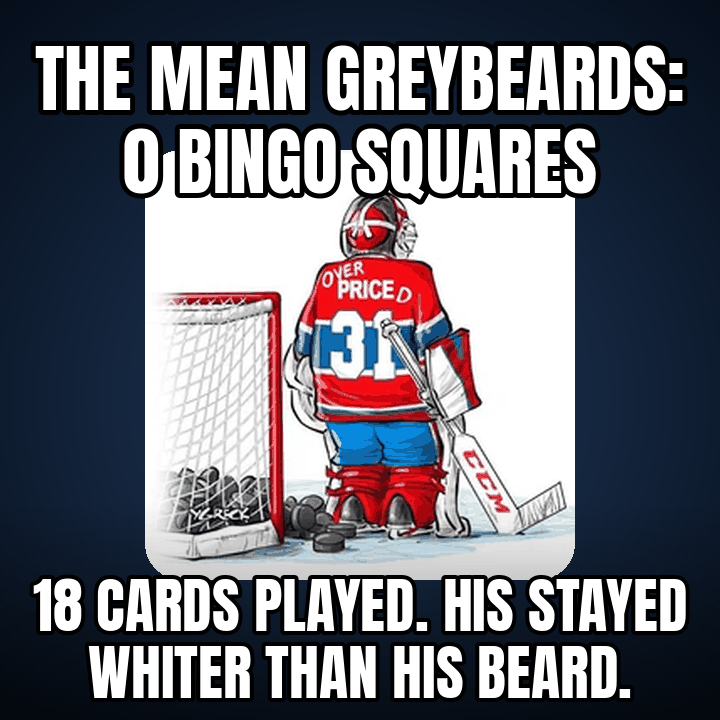 THE MEAN GREYBEARDS:
0 BINGO SQUARES
OVER
PRICED
31
CCM
YGRECK
18 CARDS PLAYED. HIS STAYED
WHITER THAN HIS BEARD.